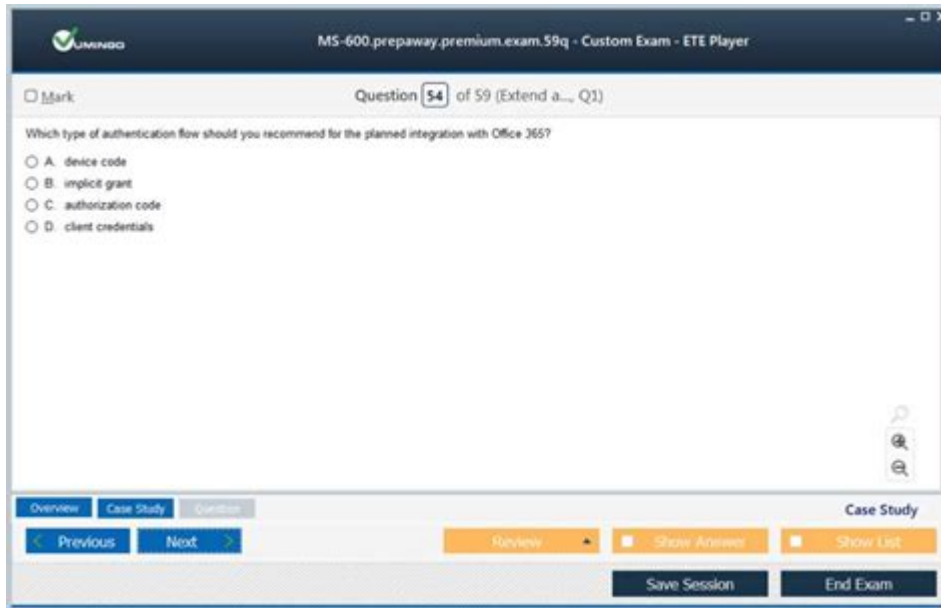 VUMINGO
MS-600.prepaway.premium.exam.59q - Custom Exam - ETE Player
Mark
Question 54 of 59 (Extend a..., Q1)
Which type of authentication flow should you recommend for the planned integration with Office 365?
A. device code
B. implicit grant
C. authorization code
D. client credentials
Overview Case Study Question Case Study
Previous Next Review Show Answer Show List
Save Session End Exam